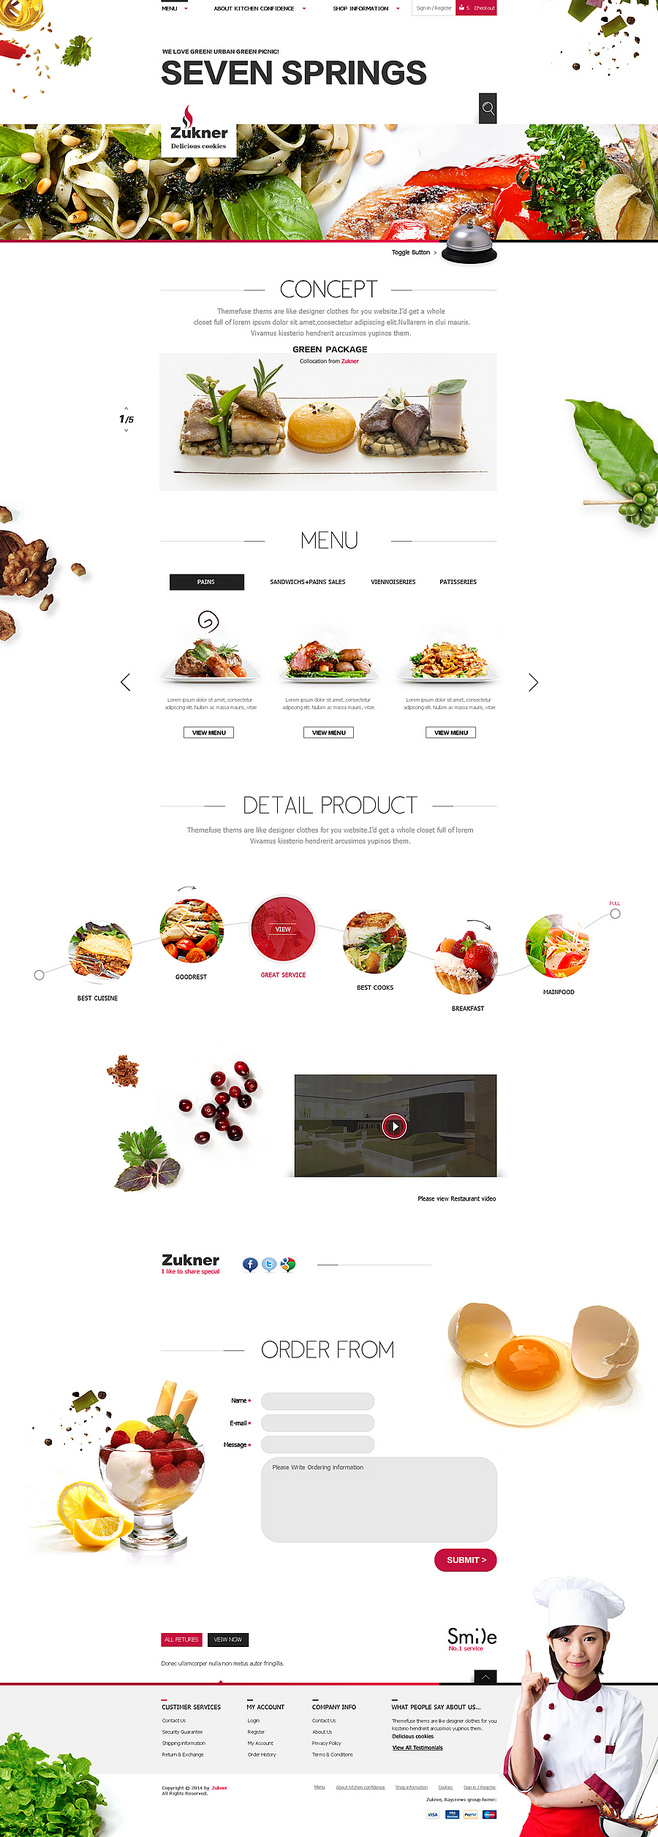 MENU ABOUT KITCHEN CONFIDENCE SHOP INFORMATION Sign in / Register 5 Checkout
WE LOVE GREEN! URBAN GREEN PICNIC!
SEVEN SPRINGS
Zukner
Delicious cookies
Toggle Button >
CONCEPT
Themefuse thems are like designer clothes for you website.I'd get a whole
closet full of lorem ipsum dolor sit amet,consectetur adipiscing elit.Nullarem in clui mauris.
Vivamus kissterio hendrerit arcusimos yupinos them.
GREEN PACKAGE
Collocation from Zukner
1/5
MENU
PAINS SANDWICHS+PAINS SALES VIENNOISERIES PATISSERIES
Lorem ipsum dolor sit amet, consectetur
adipcing elit. Nullam ac massa mauris, vitae
Lorem ipsum dolor sit amet, consectetur
adipcing elit. Nullam ac massa mauris, vitae.
Lorem ipsum dolor sit amet, consectetur
adipcing elit. Nullam ac massa mauris, vitae
VIEW MENU VIEW MENU VIEW MENU
DETAIL PRODUCT
Themefuse thems are like designer clothes for you website.I'd get a whole closet full of lorem
Vivamus kissterio hendrerit arcusimos yupinos them.
FULL
VIEW
BEST CUISINE
GOODREST
GREAT SERVICE
BEST COOKS
BREAKFAST
MAINFOOD
Please view Restaurant video
Zukner
I like to share special
ORDER FROM
Name *
E-mail *
Message *
Please Write Ordering information
SUBMIT >
Smile
No.1 service
ALL FETURES VEIW NOW
Donec ullamcorper nulla non metus autor fringilla.
CUSTIMER SERVICES
Contact Us
Security Guarantee
Shipping information
Return & Exchange
MY ACCOUNT
Login
Register
My Account
Order History
COMPANY INFO
Contact Us
About Us
Privacy Policy
Terms & Conditions
WHAT PEOPLE SAY ABOUT US...
Themefuse thems are like designer clothes for you
kissterio hendrerit arcusimos yupinos them.
Delicious cookies
View All Testimonials
Copyright © 2014 by Zukner
All Rights Reserved.
Menu About kitchen confidence Shop information Cookies Sign in / Register
Zukner, Baycrews group home:
VISA VISA PayPal